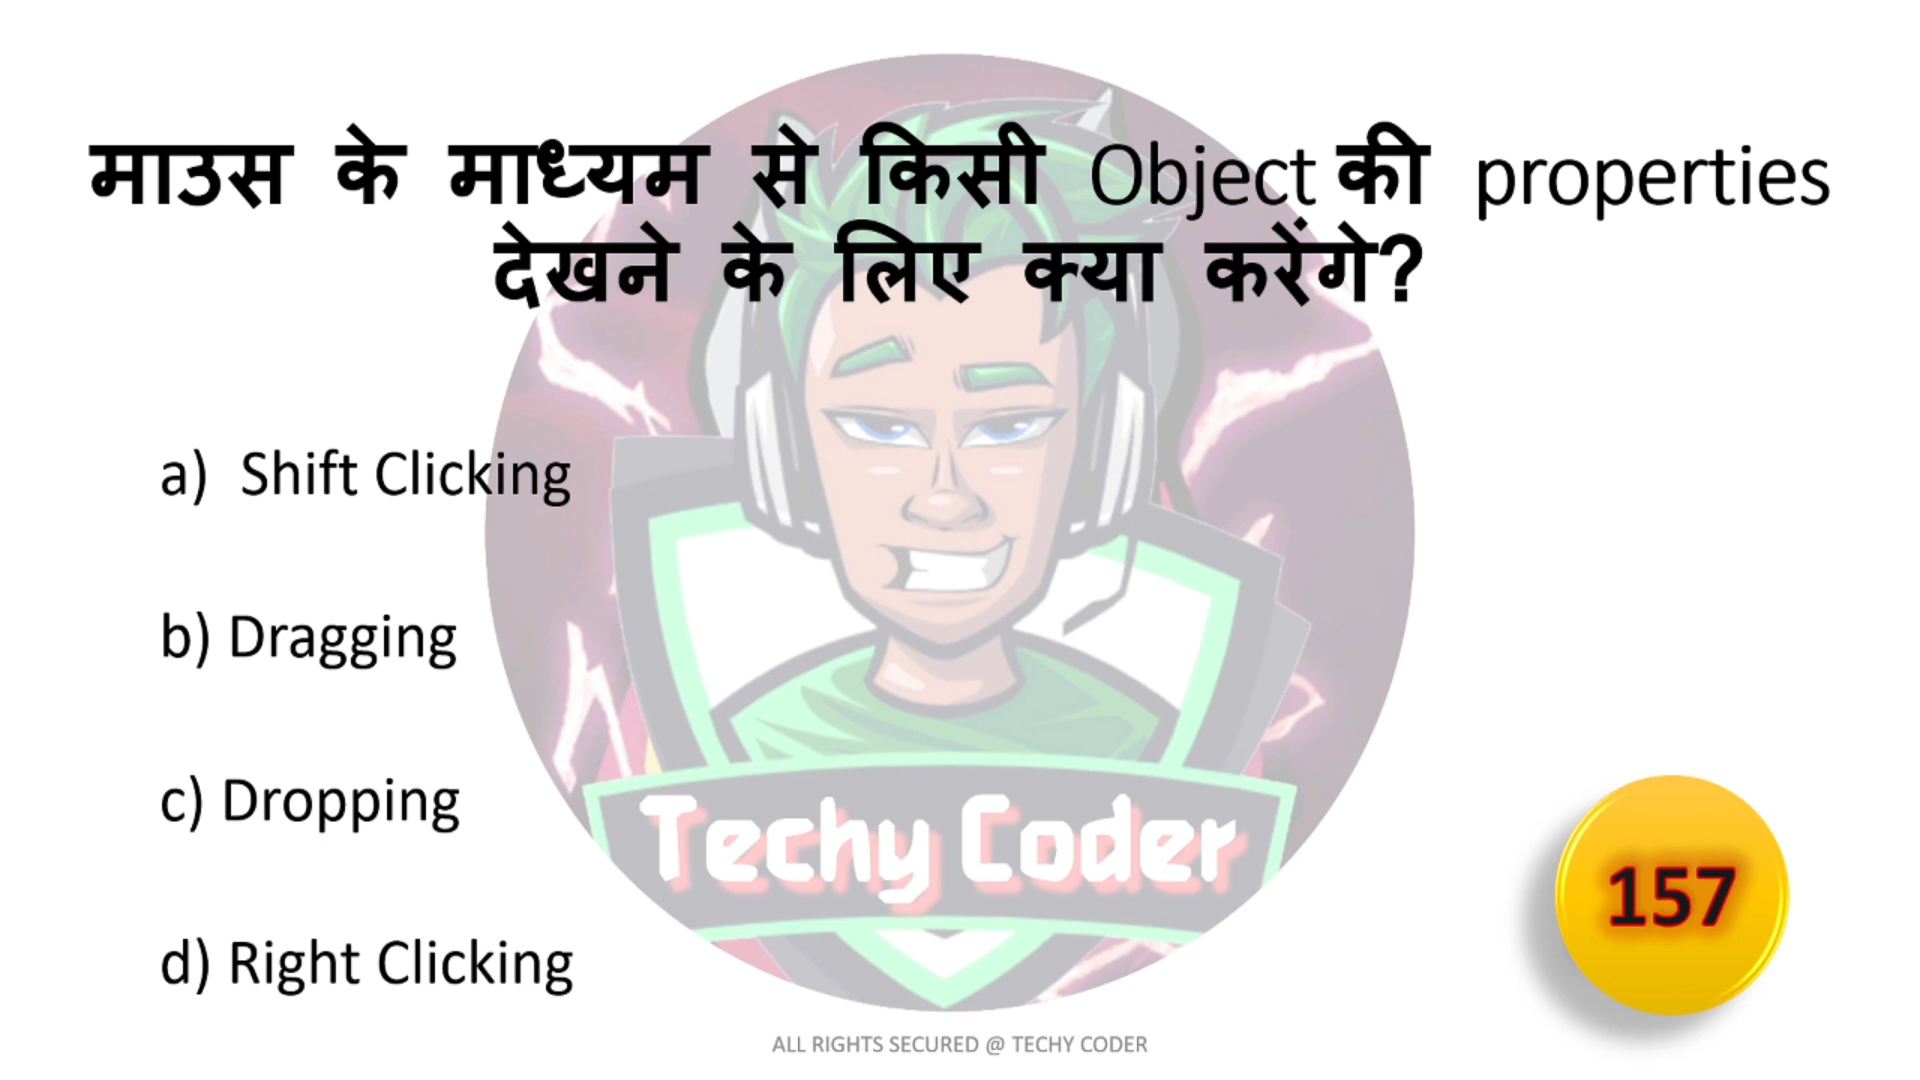 माउस के माध्यम से किसी Object की properties
देखने के लिए क्या करेंगे?
a) Shift Clicking
b) Dragging
c) Dropping
d) Right Clicking
Techy Coder
157
ALL RIGHTS SECURED @ TECHY CODER